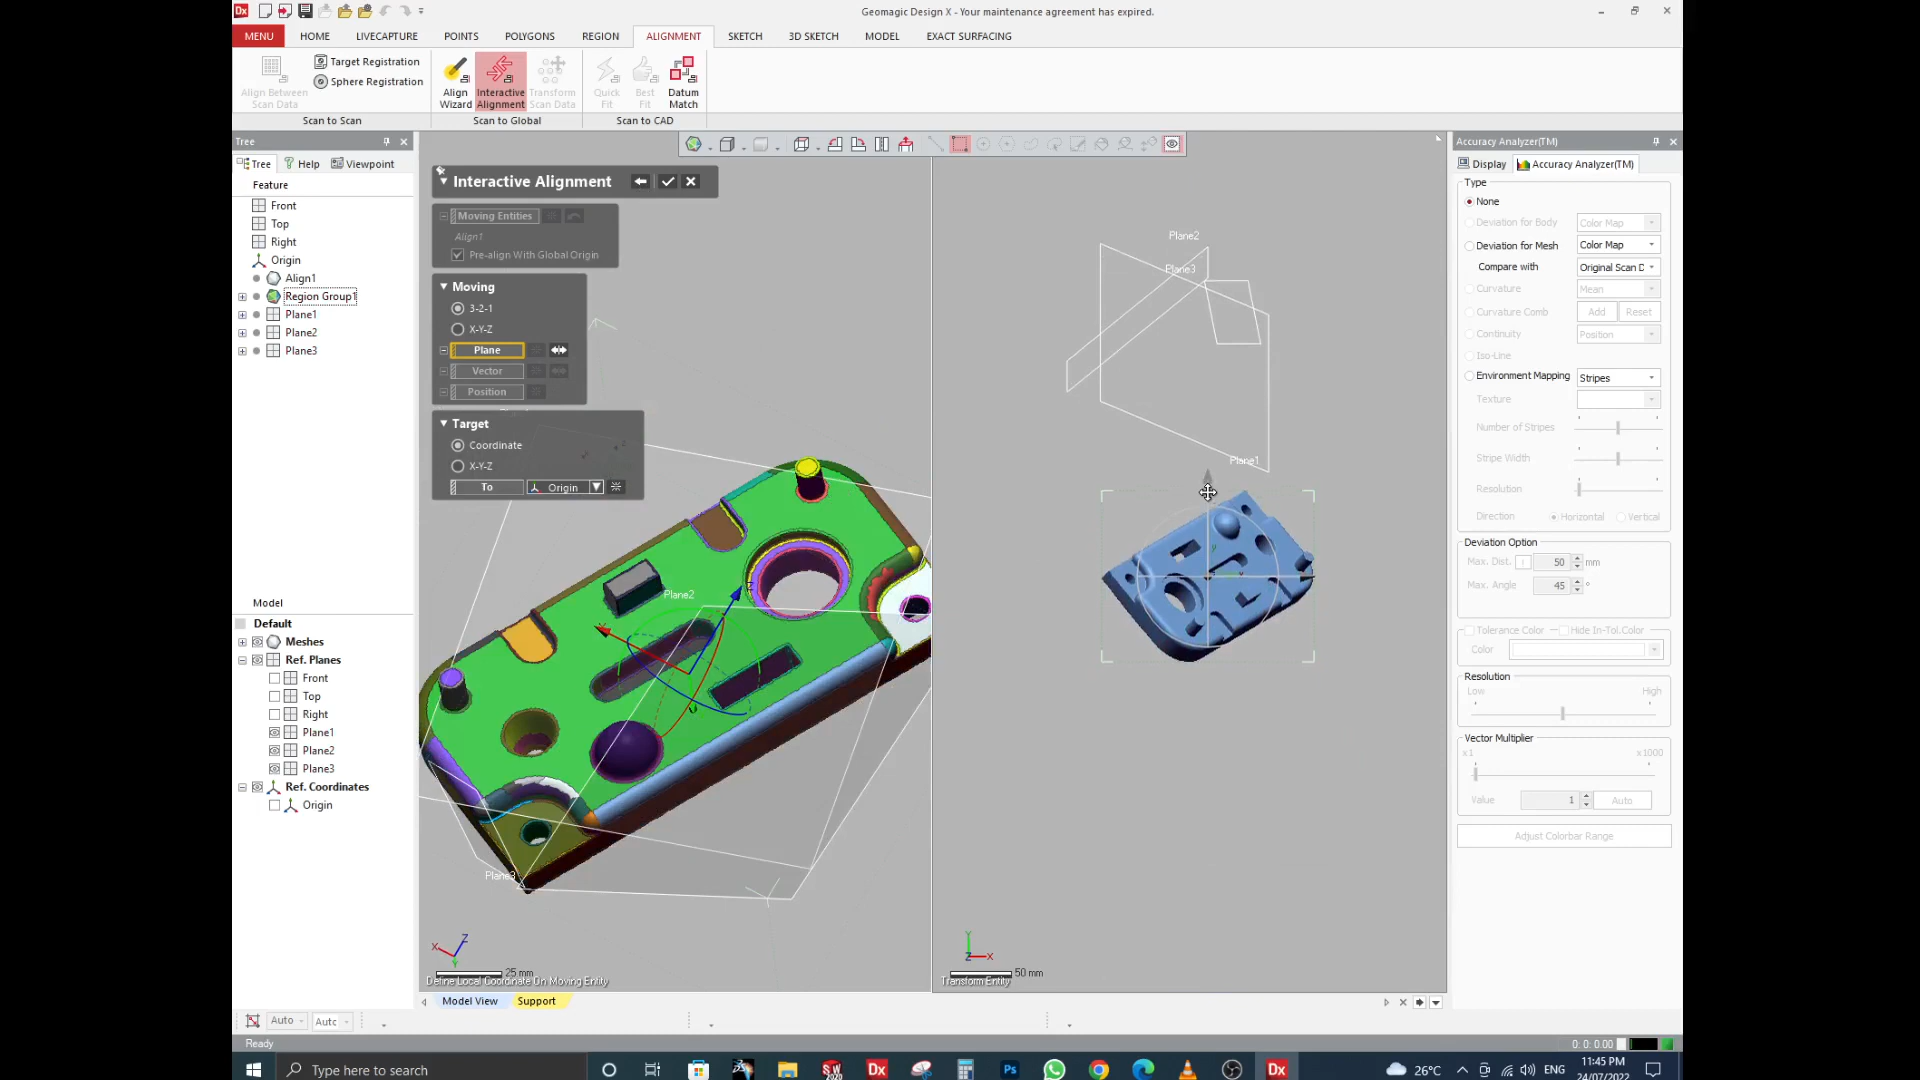 Geomagic Design X - Your maintenance agreement has expired.
MENU HOME LIVECAPTURE POINTS POLYGONS REGION ALIGNMENT SKETCH 3D SKETCH MODEL EXACT SURFACING
Align Between Scan Data
Target Registration
Sphere Registration
Align Wizard
Interactive Alignment
Transform Scan Data
Quick Fit
Best Fit
Datum Match
Scan to Scan
Scan to Global
Scan to CAD
Tree
Tree Help Viewpoint
Feature
Front
Top
Right
Origin
Align1
Region Group1
Plane1
Plane2
Plane3
Model
Default
Meshes
Ref. Planes
Front
Top
Right
Plane1
Plane2
Plane3
Ref. Coordinates
Origin
Interactive Alignment
Moving Entities
Align1
Pre-align With Global Origin
Moving
3-2-1
X-Y-Z
Plane
Vector
Position
Target
Coordinate
X-Y-Z
To Origin
Plane2
Plane3
X Z Y
25 mm
Define Local Coordinate On Moving Entity
Plane2
Plane3
Plane1
Y
Z X
50 mm
Transform Entity
Model View Support
Accuracy Analyzer(TM)
Display Accuracy Analyzer(TM)
Type
None
Deviation for Body Color Map
Deviation for Mesh Color Map
Compare with Original Scan D
Curvature Mean
Curvature Comb Add Reset
Continuity Position
Iso-Line
Environment Mapping Stripes
Texture
Number of Stripes
Stripe Width
Resolution
Direction Horizontal Vertical
Deviation Option
Max. Dist. 50 mm
Max. Angle 45 °
Tolerance Color Hide In-Tol.Color
Color
Resolution
Low High
Vector Multiplier
x1 x1000
Value 1 Auto
Adjust Colorbar Range
Auto Autc
Ready
0: 0: 0.00
Type here to search
26°C ENG 11:45 PM
24/07/2022